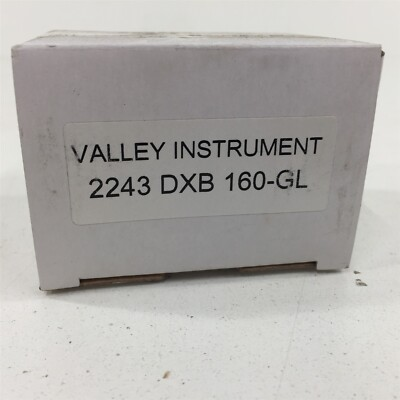 VALLEY INSTRUMENT
2243 DXB 160-GL